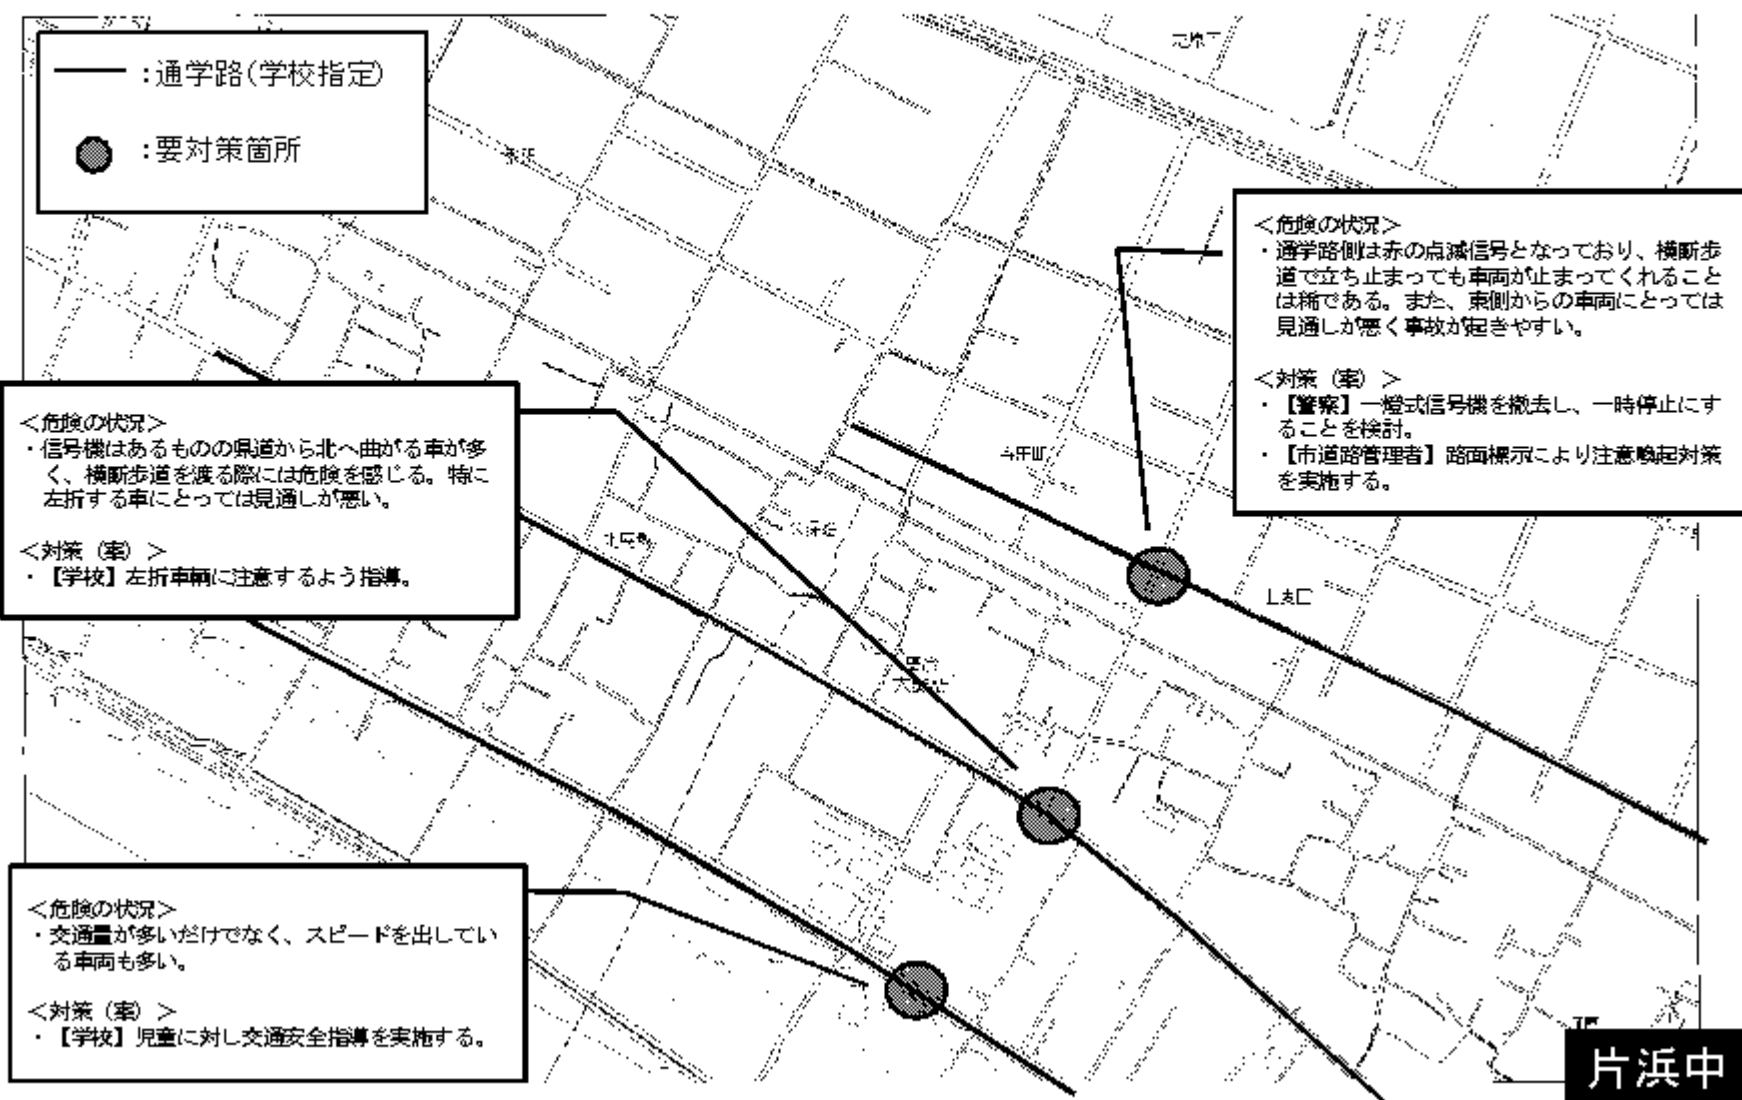 :通学路(学校指定)
:要対策箇所
<危険の状況>
・通学路側は赤の点滅信号となっており、横断歩
道で立ち止まっても車両が止まってくれること
は稀である。また、東側からの車両にとっては
見通しが悪く事故が起きやすい。
<対策(案)>
・【警察】一燈式信号機を撤去し、一時停止にす
ることを検討。
・【市道路管理者】路面標示により注意喚起対策
を実施する。
<危険の状況>
・信号機はあるものの県道から北へ曲がる車が多
く、横断歩道を渡る際には危険を感じる。特に
左折する車にとっては見通しが悪い。
<対策(案)>
・【学校】左折車輌に注意するよう指導。
<危険の状況>
・交通量が多いだけでなく、スピードを出してい
る車両も多い。
<対策(案)>
・【学校】児童に対し交通安全指導を実施する。
片浜中